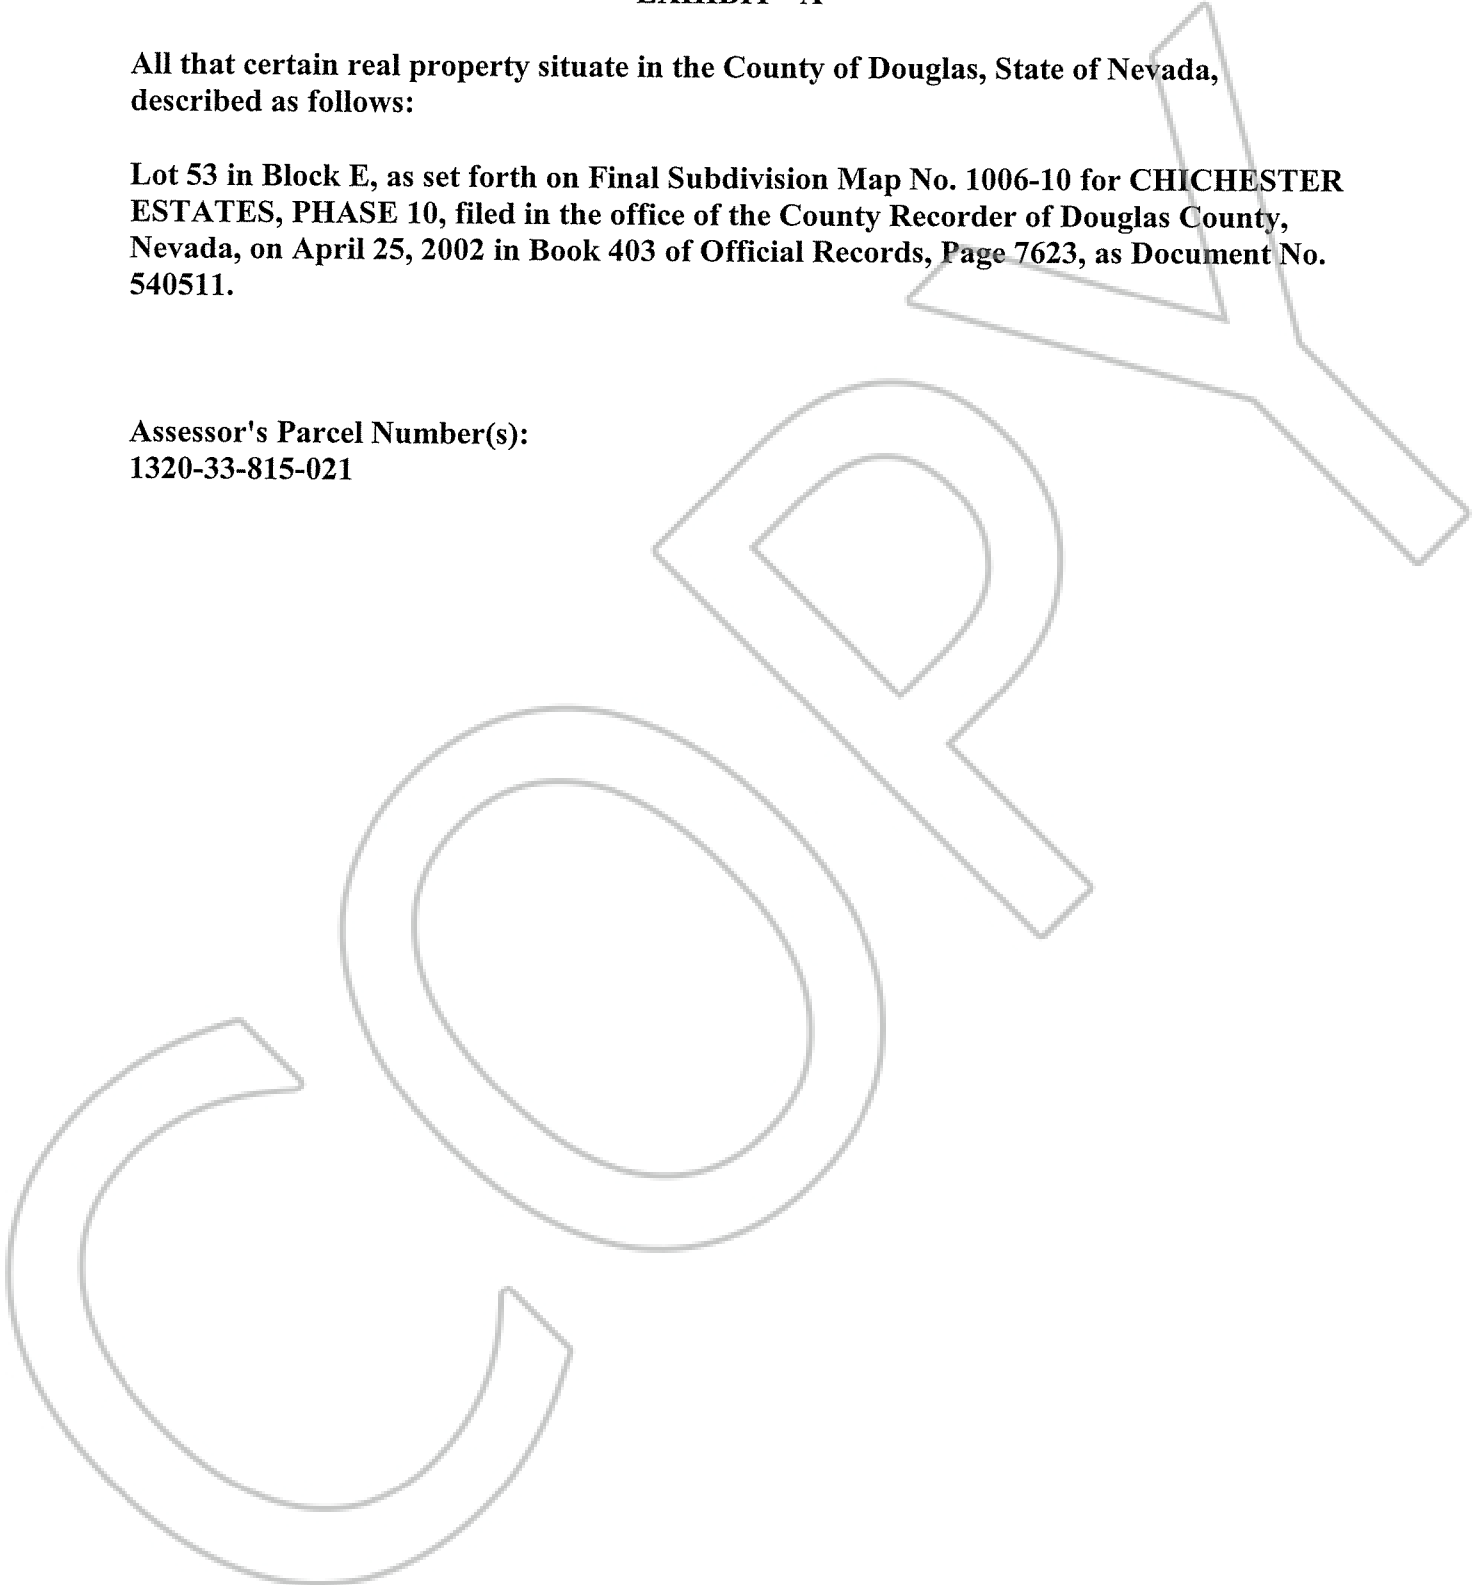 All that certain real property situate in the County of Douglas, State of Nevada,
described as follows:
Lot 53 in Block E, as set forth on Final Subdivision Map No. 1006-10 for CHICHESTER
ESTATES, PHASE 10, filed in the office of the County Recorder of Douglas County,
Nevada, on April 25, 2002 in Book 403 of Official Records, Page 7623, as Document No.
540511.
Assessor's Parcel Number(s):
1320-33-815-021
COPY